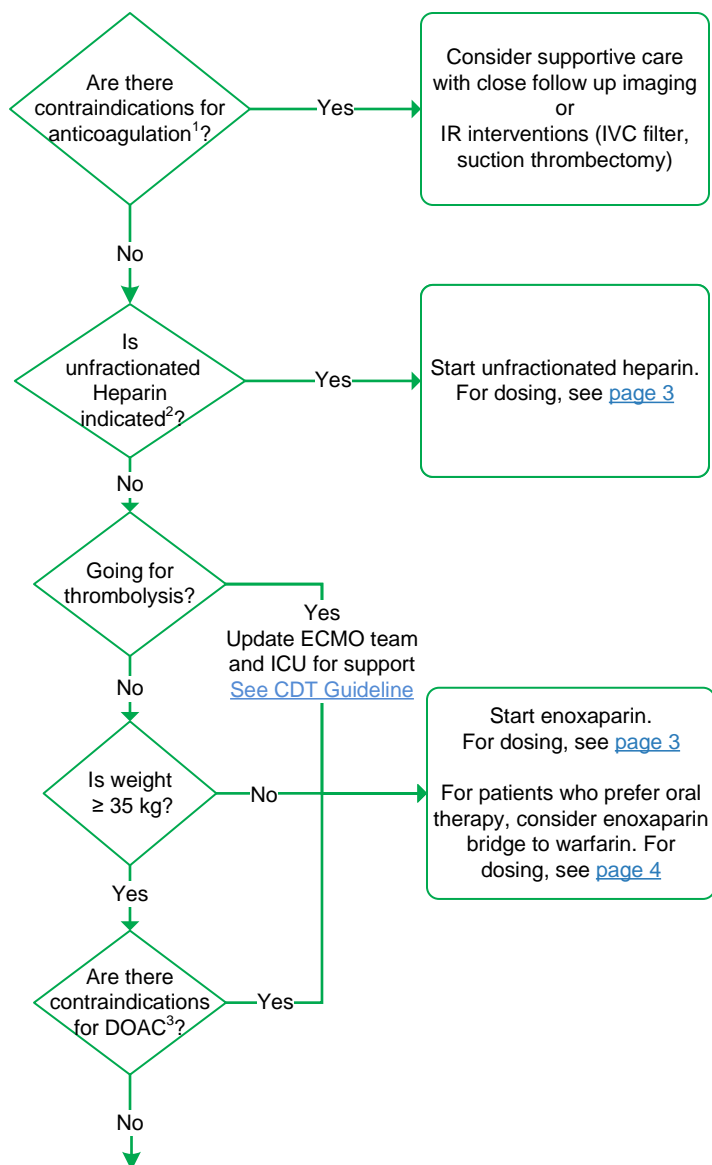 Are there
contraindications for
anticoagulation¹?
Yes
Consider supportive care
with close follow up imaging
or
IR interventions (IVC filter,
suction thrombectomy)
No
Is
unfractionated
Heparin
indicated²?
Yes
Start unfractionated heparin.
For dosing, see page 3
No
Going for
thrombolysis?
Yes
Update ECMO team
and ICU for support
See CDT Guideline
No
Is weight
≥ 35 kg?
No
Start enoxaparin.
For dosing, see page 3
For patients who prefer oral
therapy, consider enoxaparin
bridge to warfarin. For
dosing, see page 4
Yes
Are there
contraindications
for DOAC³?
Yes
No